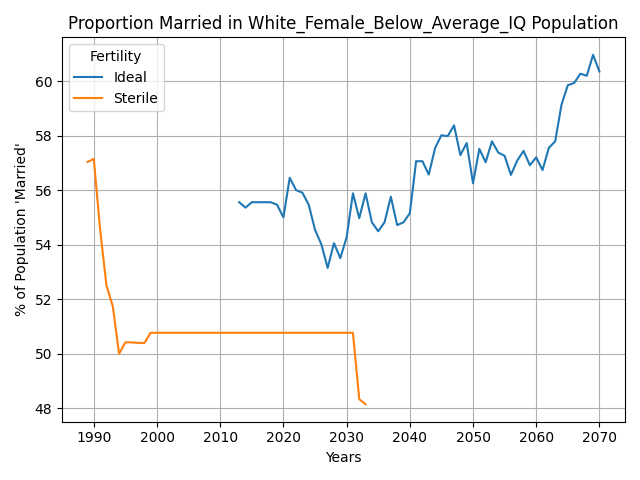 Proportion Married in White_Female_Below_Average_IQ Population
Fertility
Ideal
Sterile
% of Population 'Married'
60
58
56
54
52
50
48
1990 2000 2010 2020 2030 2040 2050 2060 2070
Years